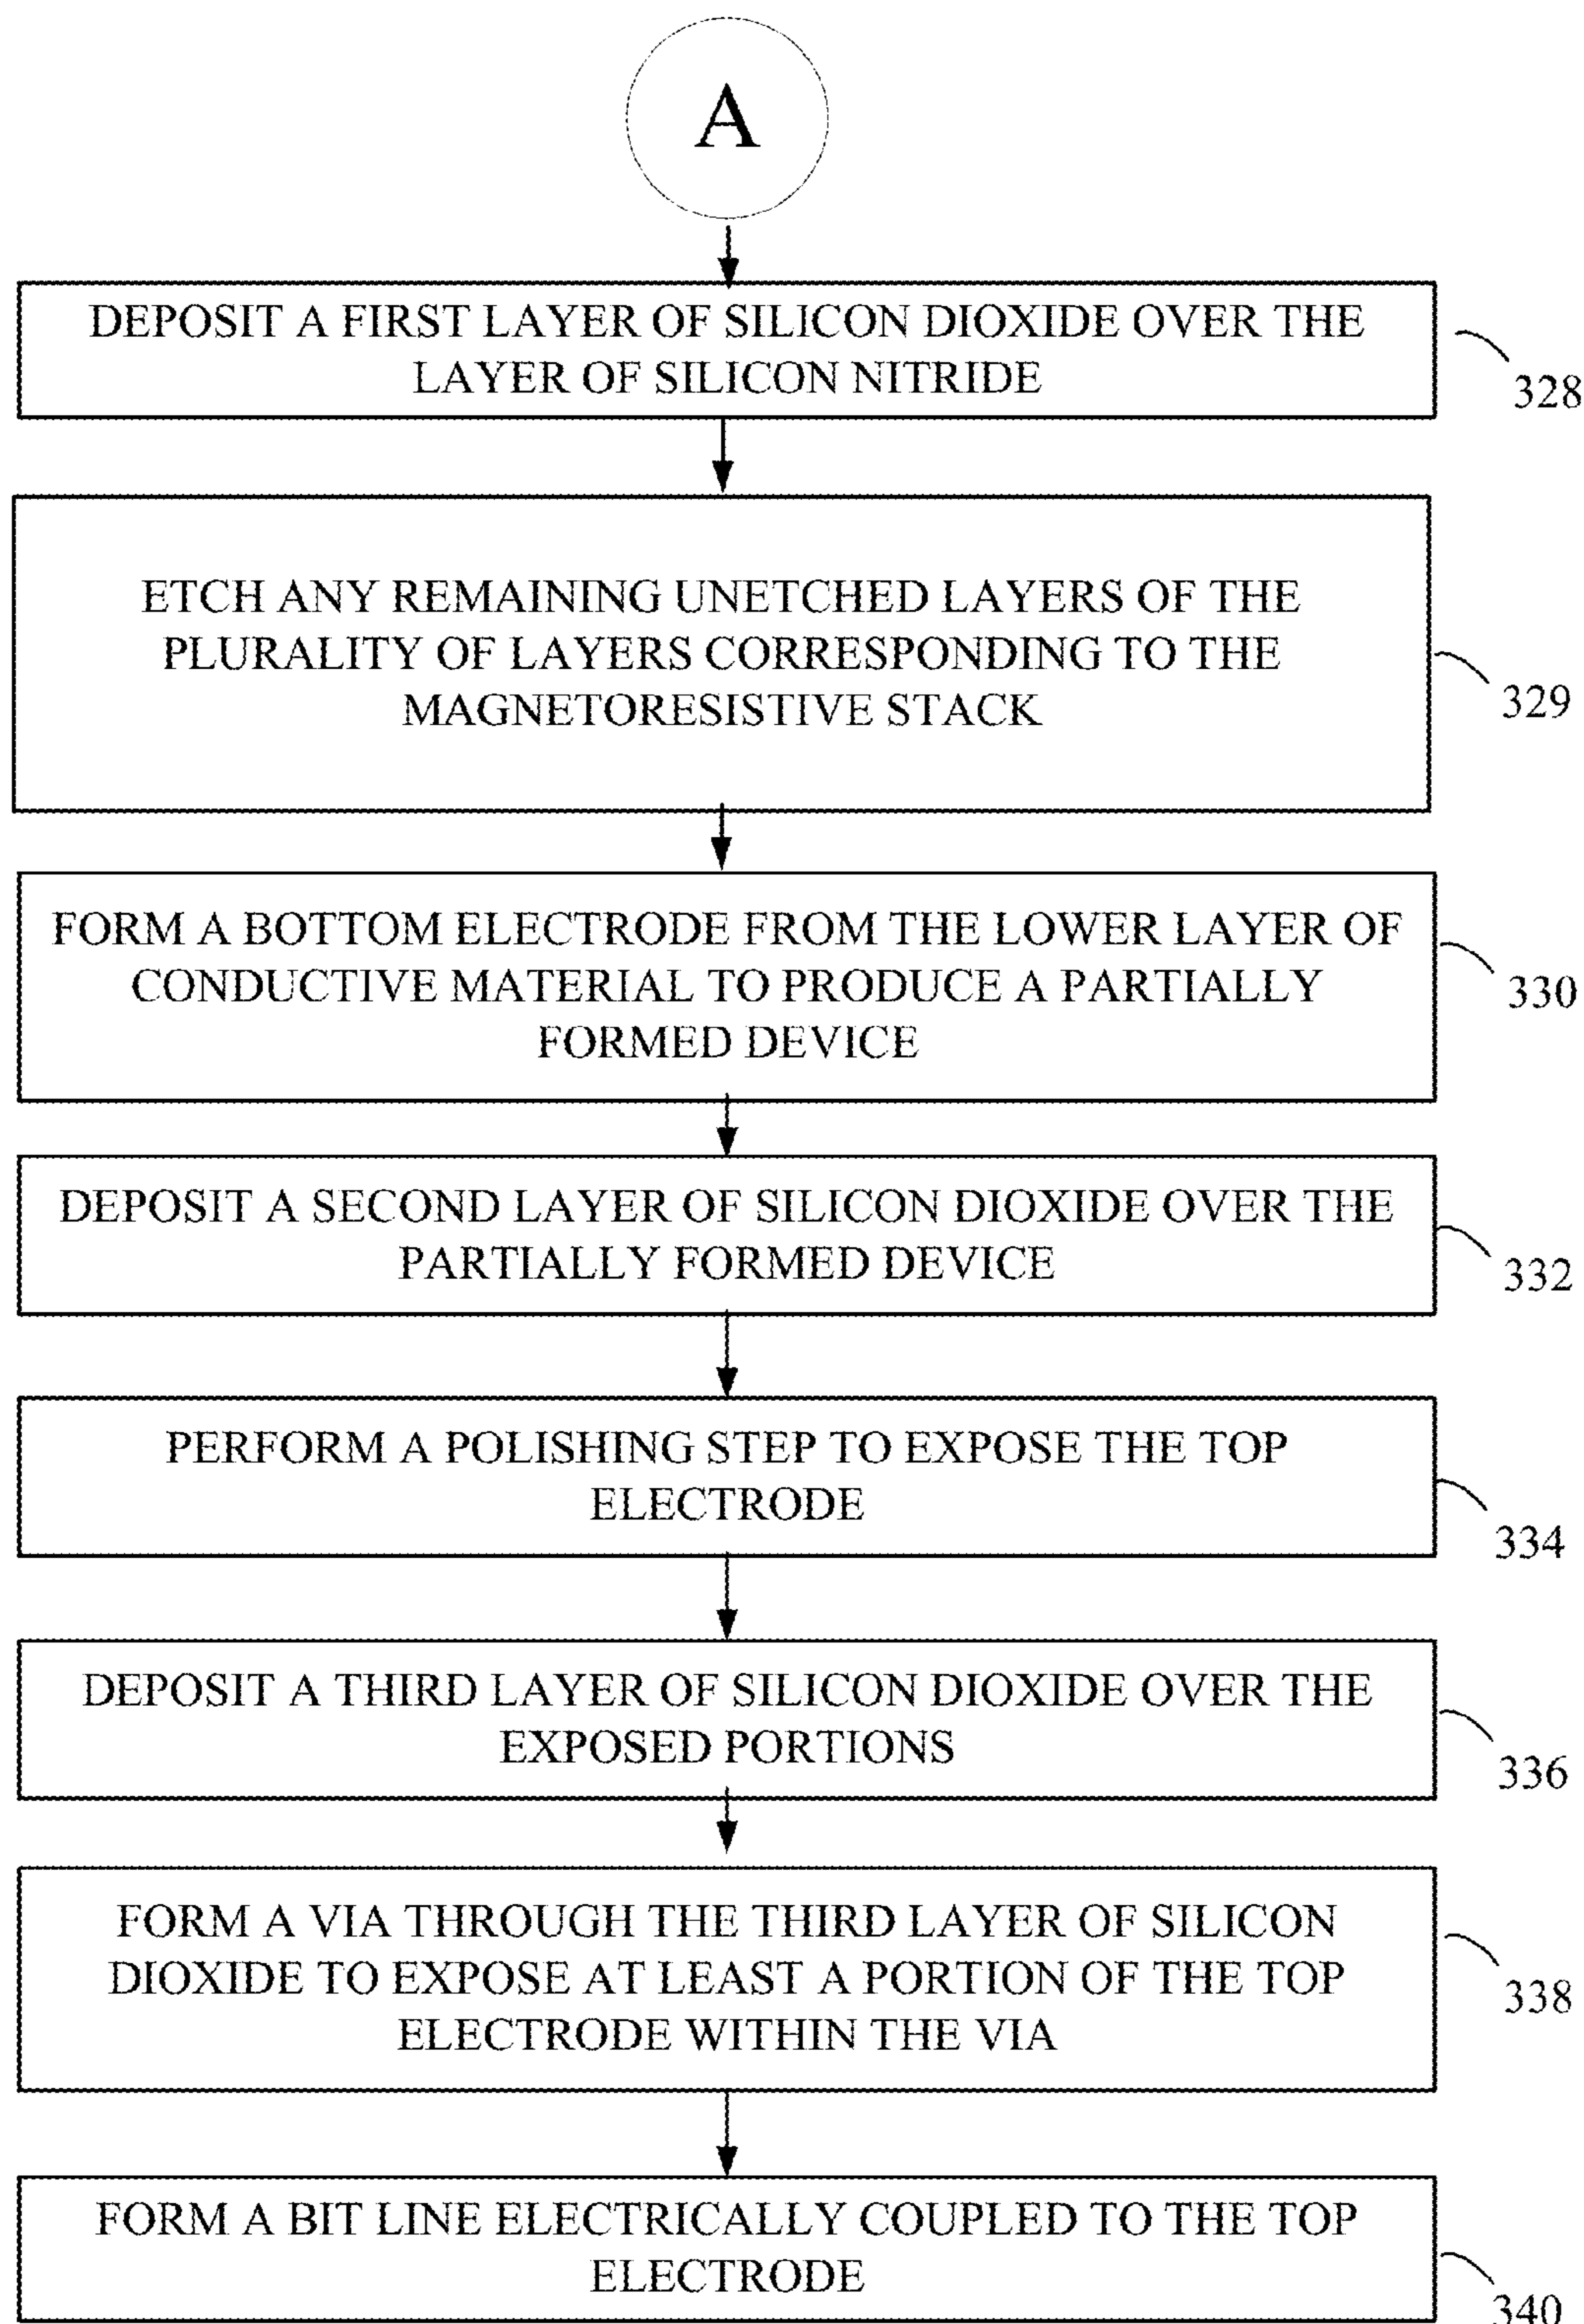 A
DEPOSIT A FIRST LAYER OF SILICON DIOXIDE OVER THE
LAYER OF SILICON NITRIDE
328
ETCH ANY REMAINING UNETCHED LAYERS OF THE
PLURALITY OF LAYERS CORRESPONDING TO THE
MAGNETORESISTIVE STACK
329
FORM A BOTTOM ELECTRODE FROM THE LOWER LAYER OF
CONDUCTIVE MATERIAL TO PRODUCE A PARTIALLY
FORMED DEVICE
330
DEPOSIT A SECOND LAYER OF SILICON DIOXIDE OVER THE
PARTIALLY FORMED DEVICE
332
PERFORM A POLISHING STEP TO EXPOSE THE TOP
ELECTRODE
334
DEPOSIT A THIRD LAYER OF SILICON DIOXIDE OVER THE
EXPOSED PORTIONS
336
FORM A VIA THROUGH THE THIRD LAYER OF SILICON
DIOXIDE TO EXPOSE AT LEAST A PORTION OF THE TOP
ELECTRODE WITHIN THE VIA
338
FORM A BIT LINE ELECTRICALLY COUPLED TO THE TOP
ELECTRODE
340